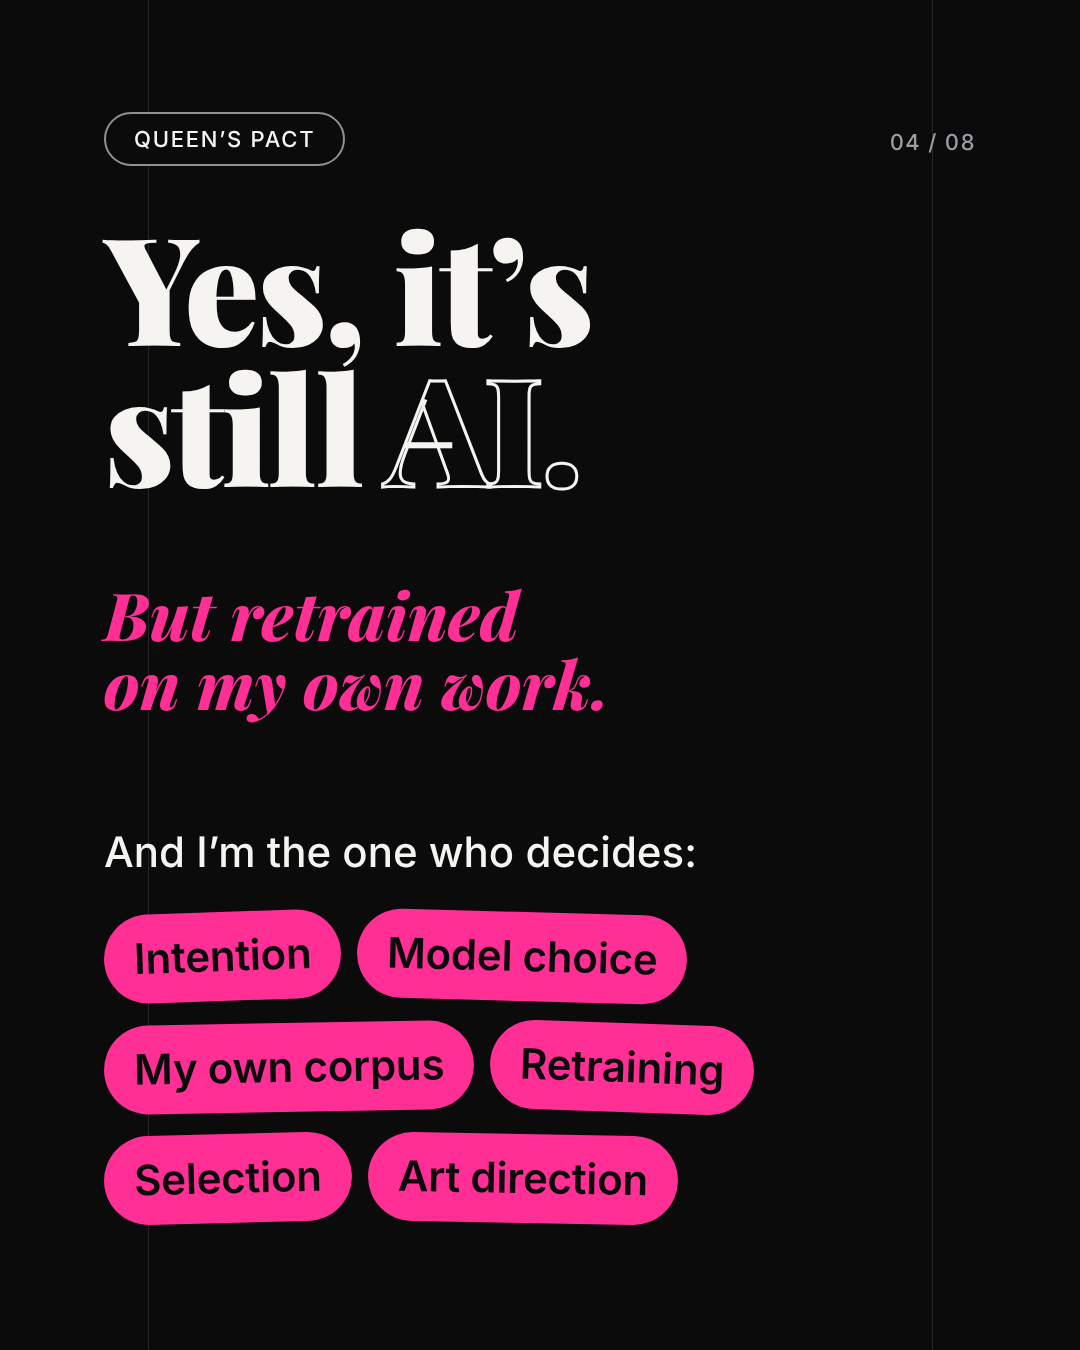 QUEEN’S PACT
04 / 08
Yes, it’s
still AI.
But retrained
on my own work.
And I’m the one who decides:
Intention
Model choice
My own corpus
Retraining
Selection
Art direction